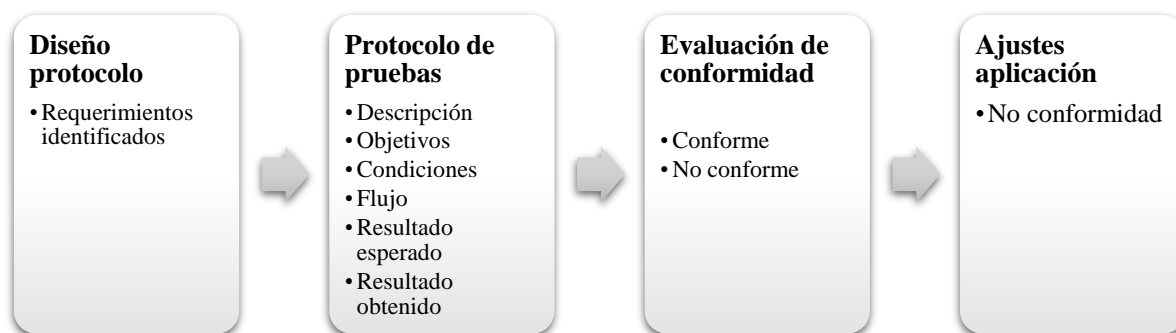 Diseño
protocolo
• Requerimientos
identificados
Protocolo de
pruebas
• Descripción
• Objetivos
• Condiciones
• Flujo
• Resultado
esperado
• Resultado
obtenido
Evaluación de
conformidad
• Conforme
• No conforme
Ajustes
aplicación
• No conformidad